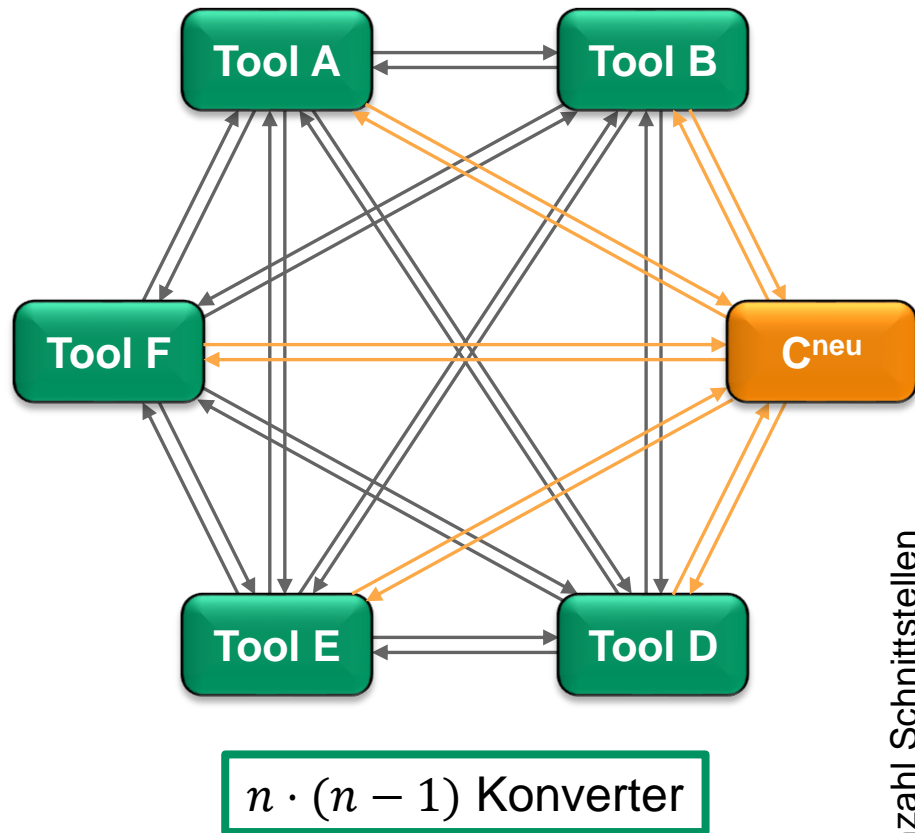 Tool A
Tool B
Tool F
Cⁿᵉᵘ
Tool E
Tool D
n · (n − 1) Konverter
zahl Schnittstellen